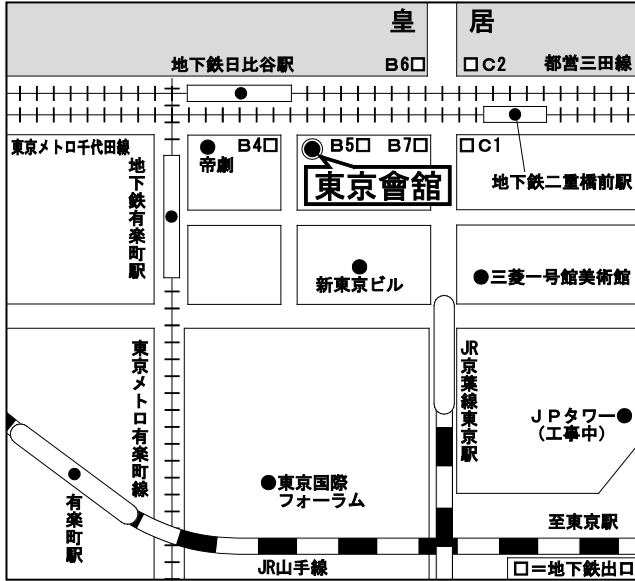 皇居
地下鉄日比谷駅
B6□
□C2
都営三田線
東京メトロ千代田線
帝劇
B4□
B5□
B7□
□C1
東京會舘
地下鉄二重橋前駅
地下鉄有楽町駅
新東京ビル
三菱一号館美術館
東京メトロ有楽町線
JR京葉線東京駅
JPタワー
(工事中)
東京国際
フォーラム
有楽町駅
至東京駅
JR山手線
□=地下鉄出口